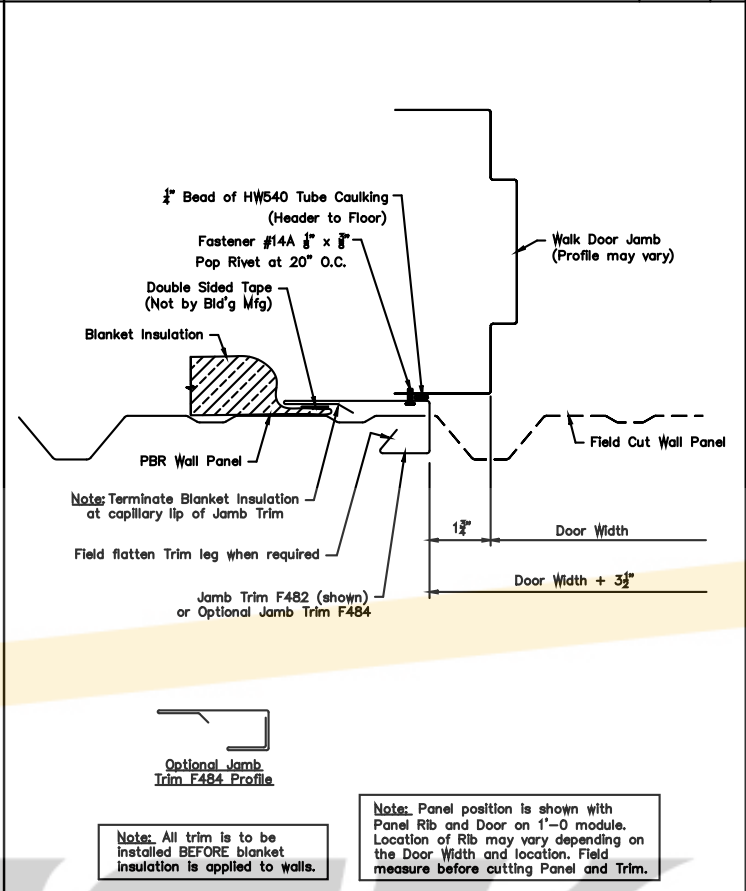 1/4" Bead of HW540 Tube Caulking
(Header to Floor)
Fastener #14A 1/8" x 3/8"
Pop Rivet at 20" O.C.
Double Sided Tape
(Not by Bld'g Mfg)
Blanket Insulation
Walk Door Jamb
(Profile may vary)
PBR Wall Panel
Field Cut Wall Panel
Note: Terminate Blanket Insulation
at capillary lip of Jamb Trim
1 3/4"
Door Width
Field flatten Trim leg when required
Door Width + 3 1/2"
Jamb Trim F482 (shown)
or Optional Jamb Trim F484
Optional Jamb
Trim F484 Profile
Note: All trim is to be
installed BEFORE blanket
insulation is applied to walls.
Note: Panel position is shown with
Panel Rib and Door on 1'-0 module.
Location of Rib may vary depending on
the Door Width and location. Field
measure before cutting Panel and Trim.